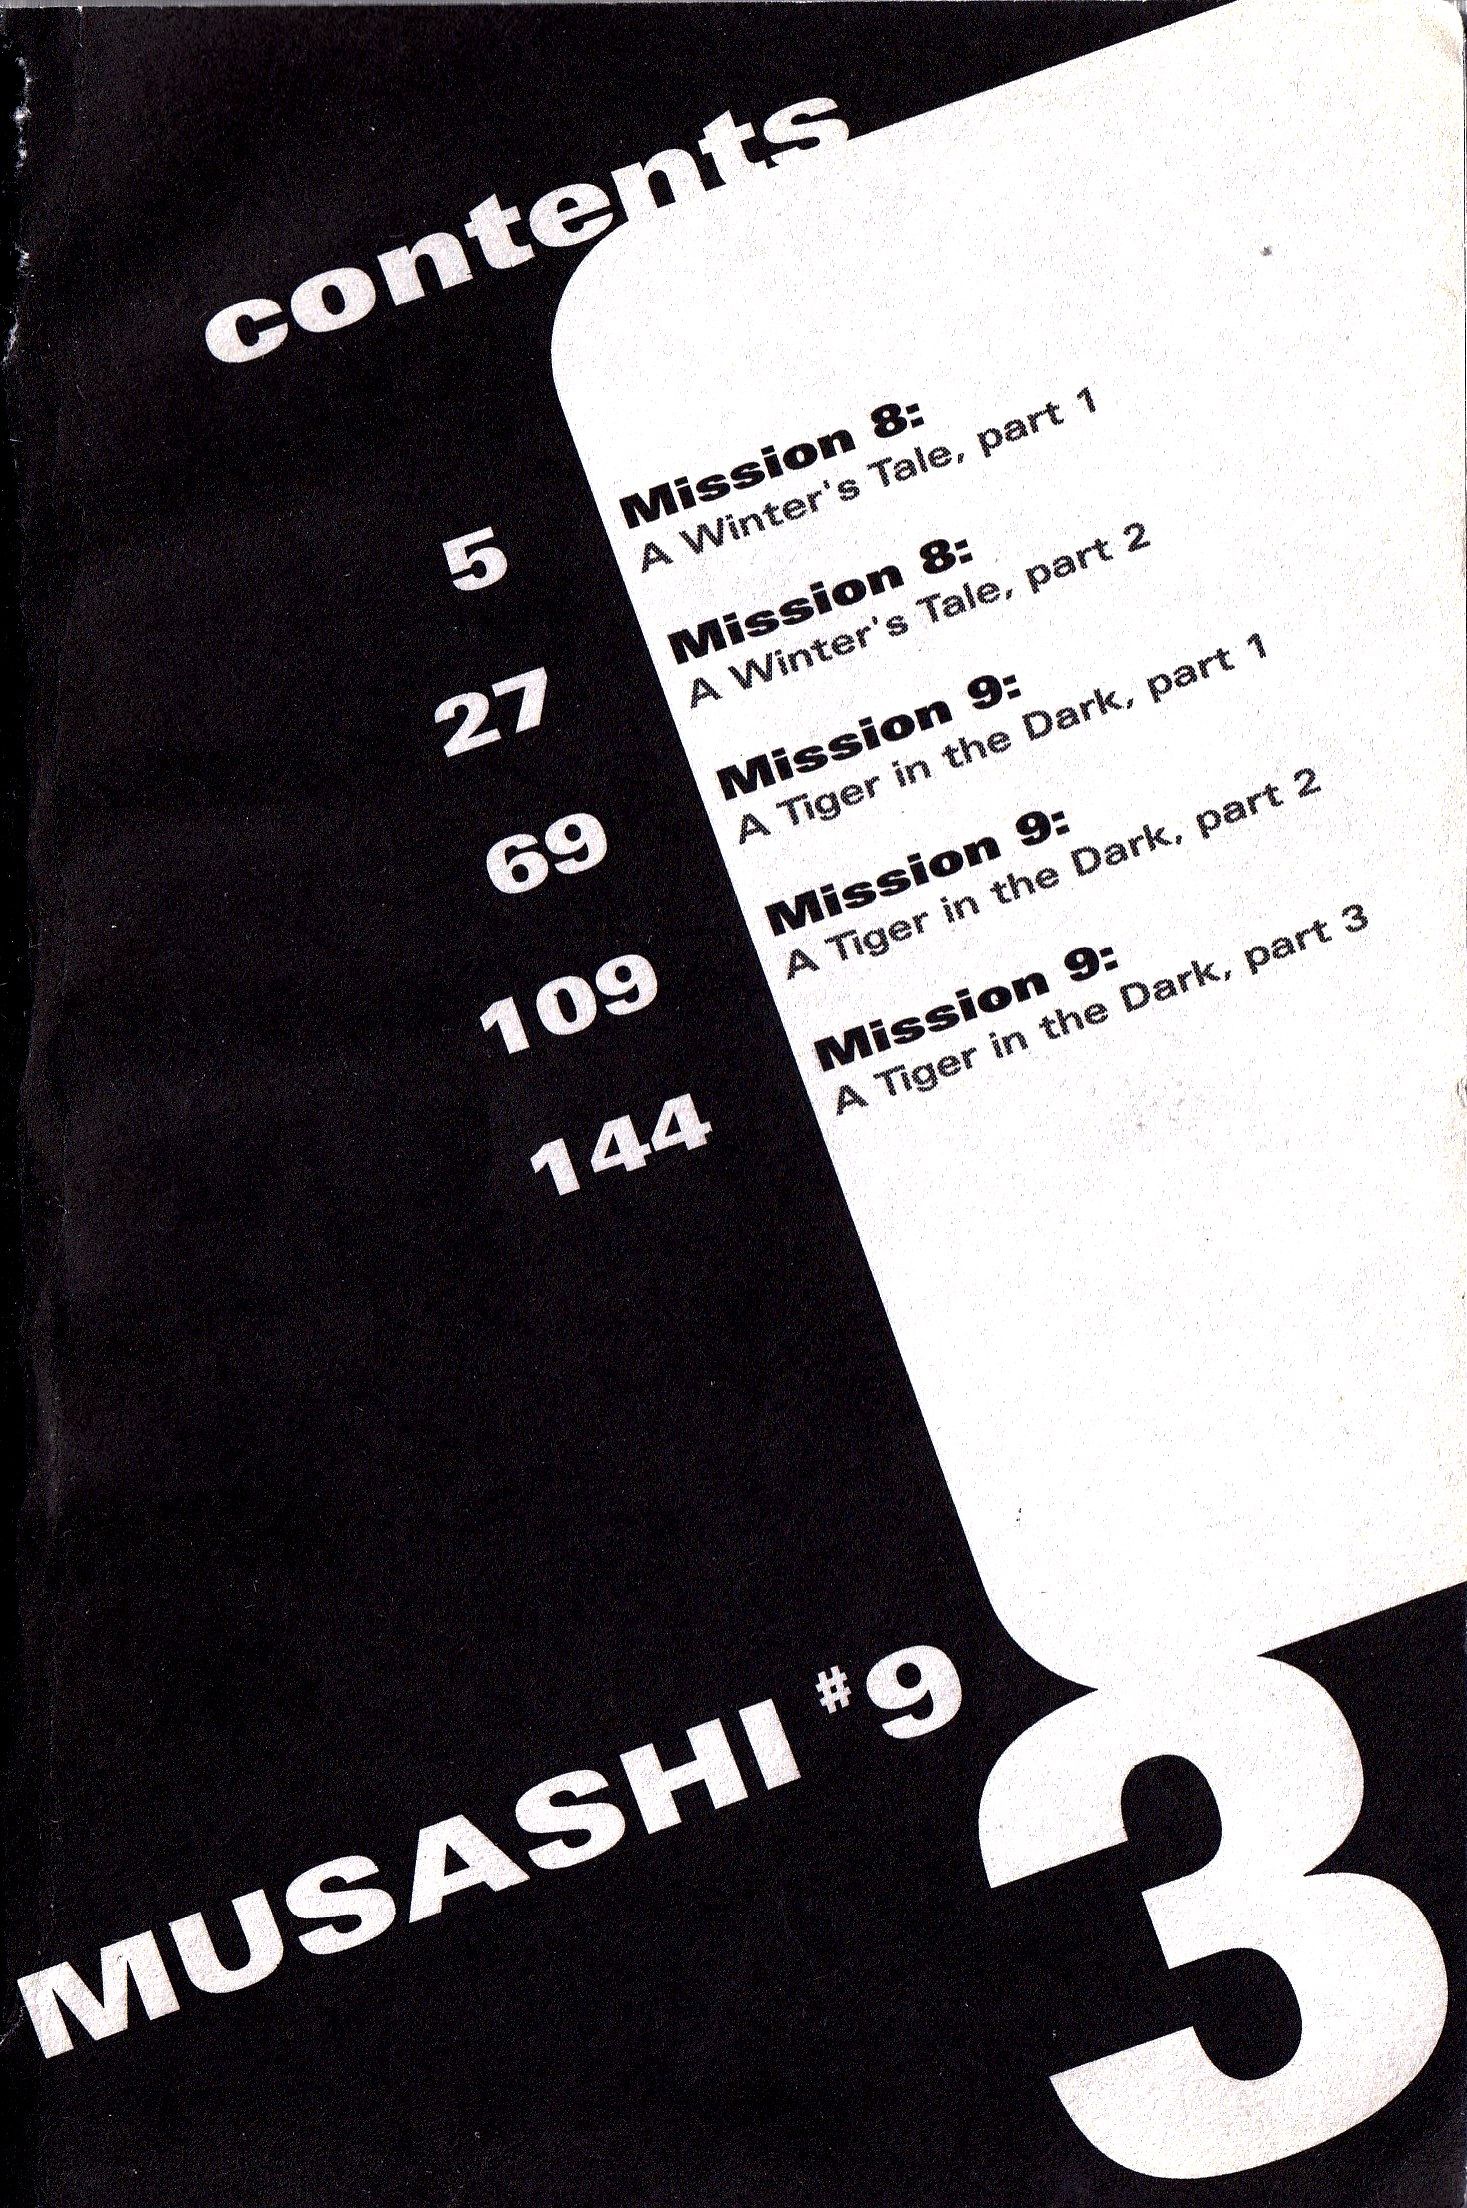 contents
5
Mission 8:
A Winter's Tale, part 1
27
Mission 8:
A Winter's Tale, part 2
69
Mission 9:
A Tiger in the Dark, part 1
109
Mission 9:
A Tiger in the Dark, part 2
144
Mission 9:
A Tiger in the Dark, part 3
MUSASHI #9
3